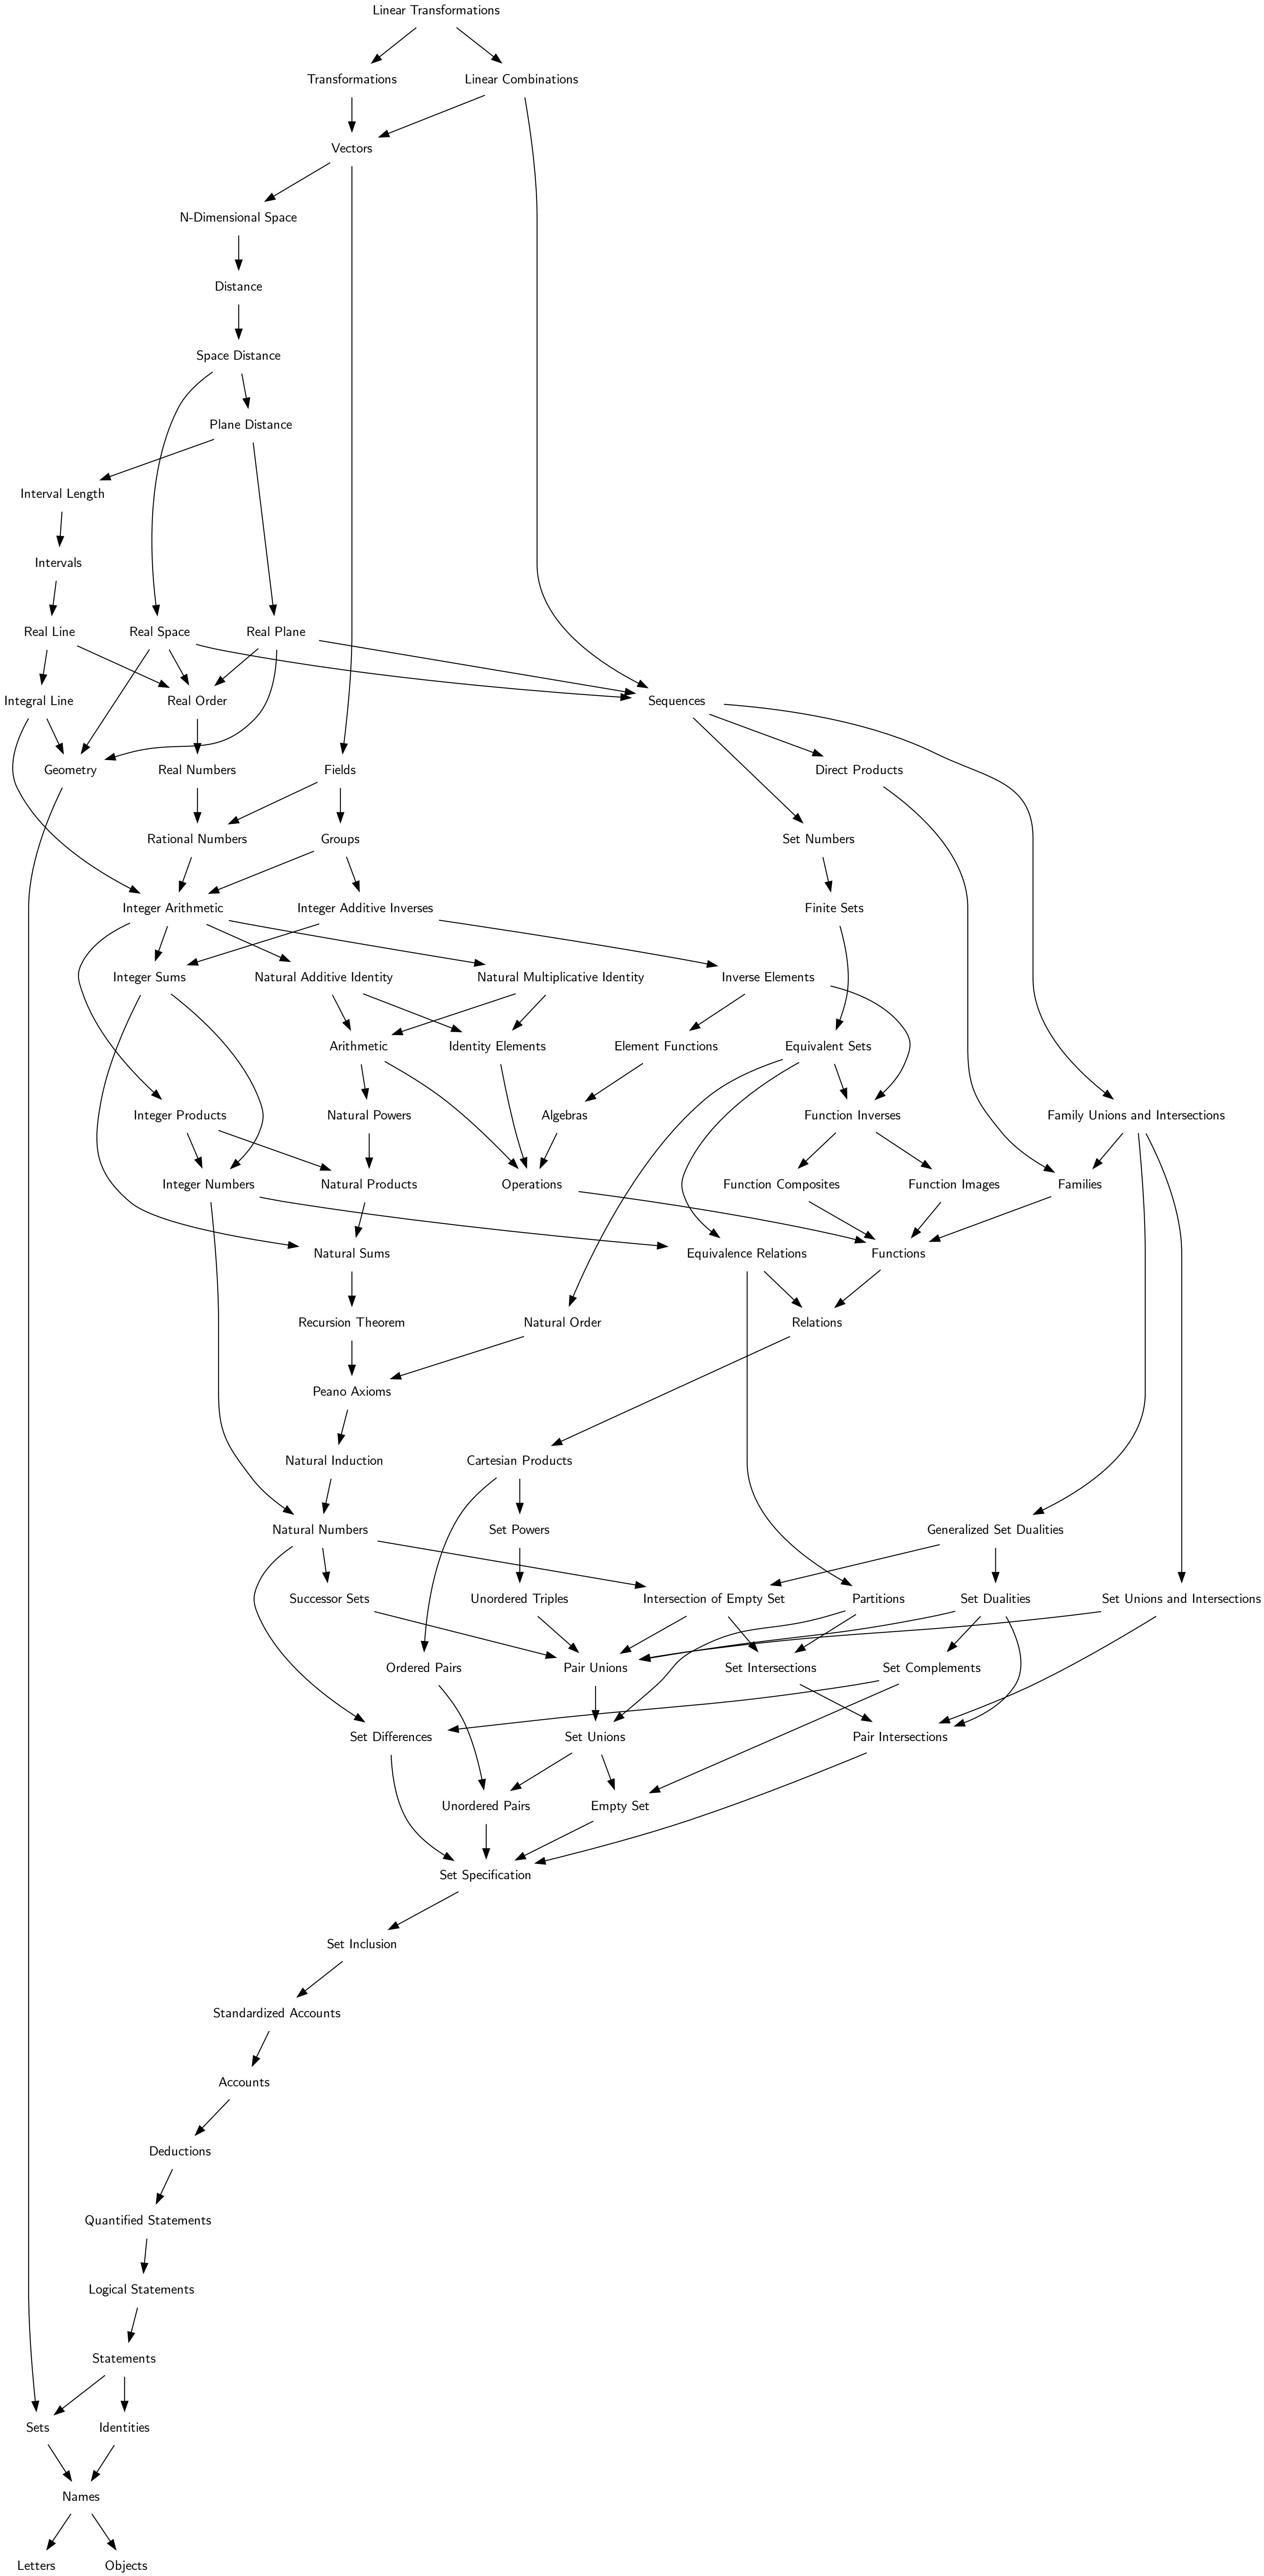 Linear Transformations
Transformations
Linear Combinations
Vectors
N-Dimensional Space
Distance
Space Distance
Plane Distance
Interval Length
Intervals
Real Line
Real Space
Real Plane
Integral Line
Real Order
Sequences
Geometry
Real Numbers
Fields
Direct Products
Rational Numbers
Groups
Set Numbers
Integer Arithmetic
Integer Additive Inverses
Finite Sets
Integer Sums
Natural Additive Identity
Natural Multiplicative Identity
Inverse Elements
Arithmetic
Identity Elements
Element Functions
Equivalent Sets
Integer Products
Natural Powers
Algebras
Function Inverses
Family Unions and Intersections
Integer Numbers
Natural Products
Operations
Function Composites
Function Images
Families
Natural Sums
Equivalence Relations
Functions
Recursion Theorem
Natural Order
Relations
Peano Axioms
Natural Induction
Cartesian Products
Natural Numbers
Set Powers
Generalized Set Dualities
Successor Sets
Unordered Triples
Intersection of Empty Set
Partitions
Set Dualities
Set Unions and Intersections
Ordered Pairs
Pair Unions
Set Intersections
Set Complements
Set Differences
Set Unions
Pair Intersections
Unordered Pairs
Empty Set
Set Specification
Set Inclusion
Standardized Accounts
Accounts
Deductions
Quantified Statements
Logical Statements
Statements
Sets
Identities
Names
Letters
Objects